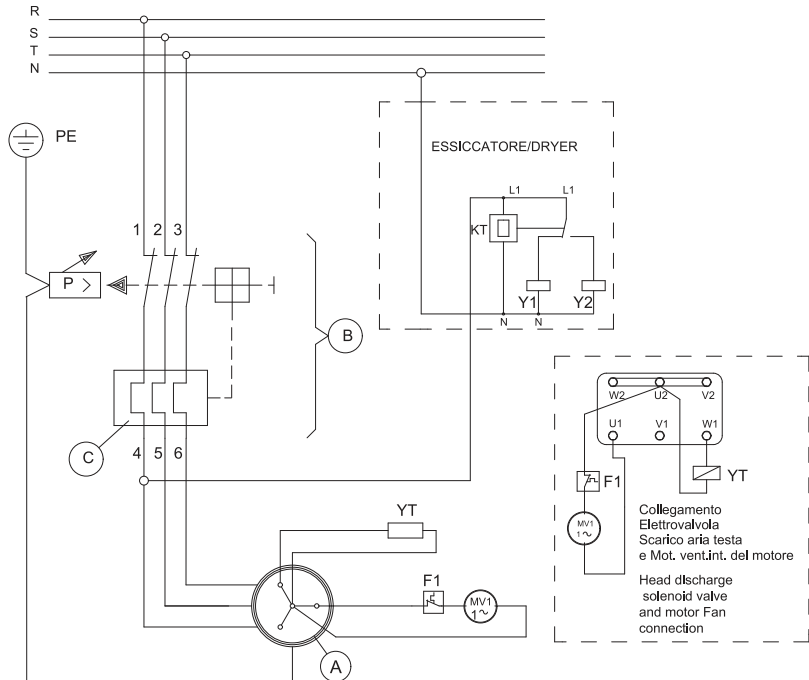 R
S
T
N
PE
ESSICCATORE/DRYER
L1 L1
KT
1 2 3
P >
Y1 Y2
N N
B
W2 U2 V2
U1 V1 W1
C
4 5 6
F1 YT
MV1
1~
YT
Collegamento
Elettrovalvola
Scarico aria testa
e Mot. vent.int. del motore
Head discharge
solenoid valve
and motor Fan
connection
F1
MV1
1~
A